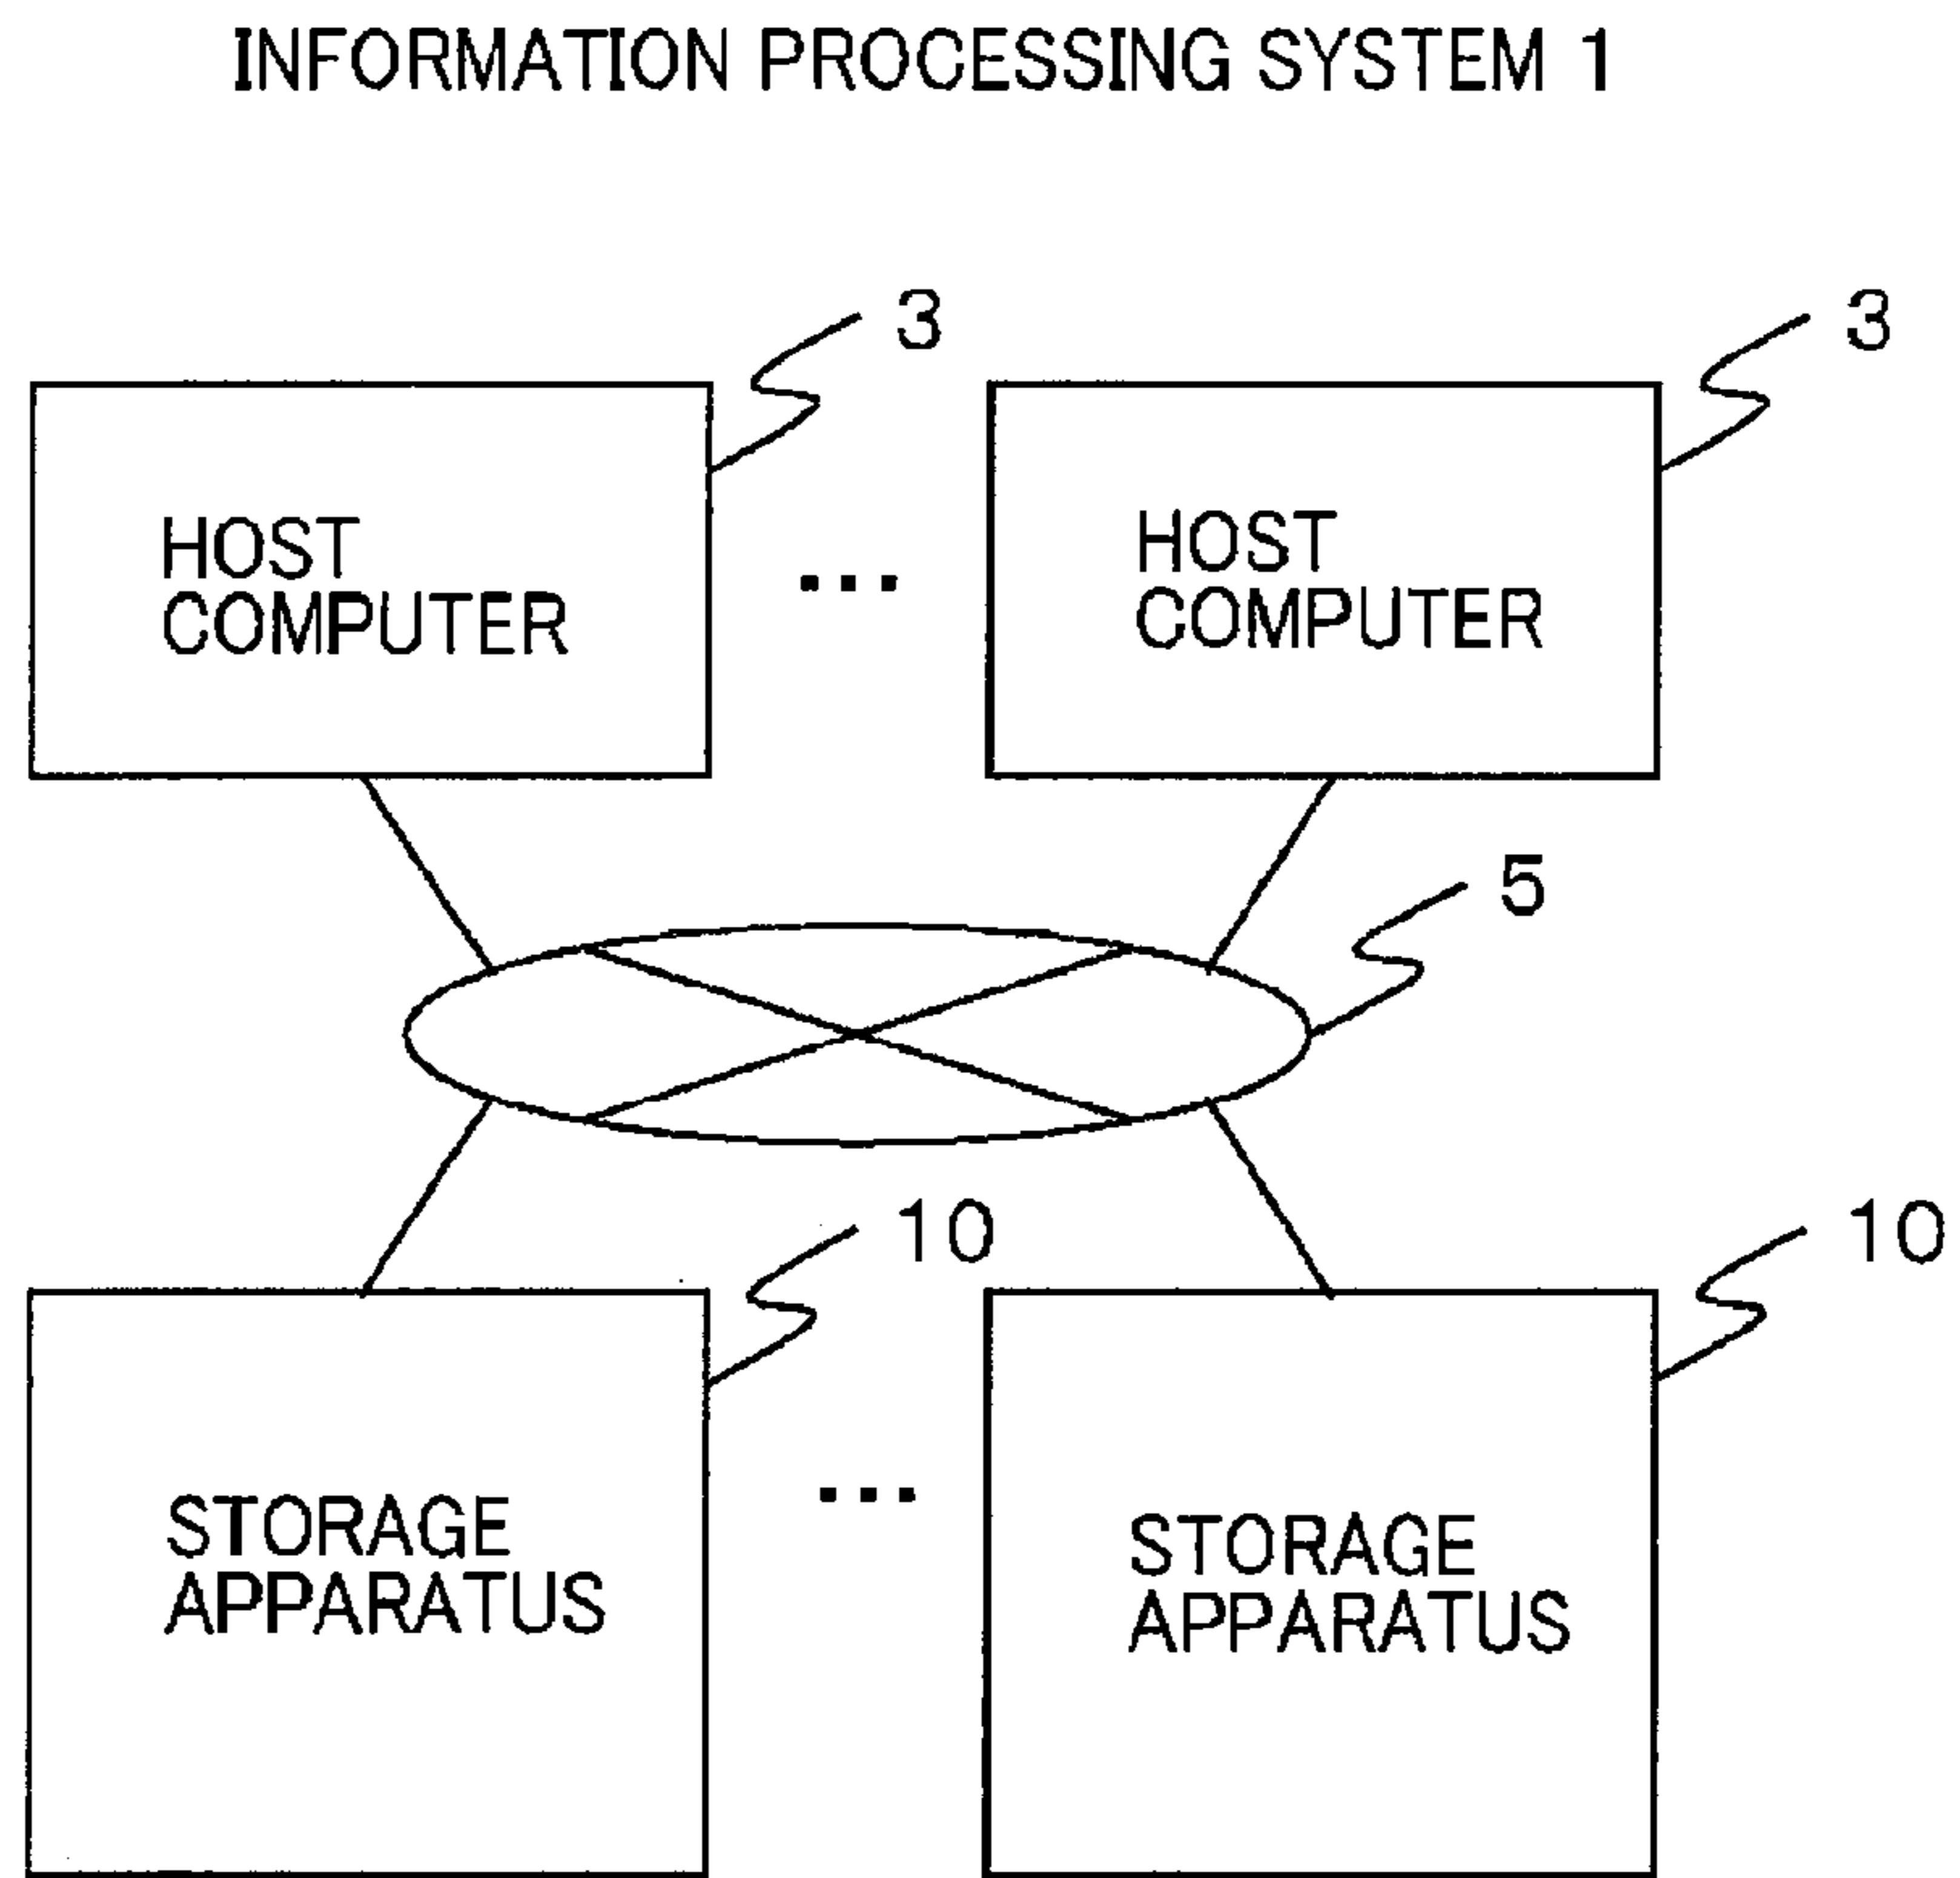 INFORMATION PROCESSING SYSTEM 1
3
3
HOST
COMPUTER
...
HOST
COMPUTER
5
10
10
STORAGE
APPARATUS
...
STORAGE
APPARATUS